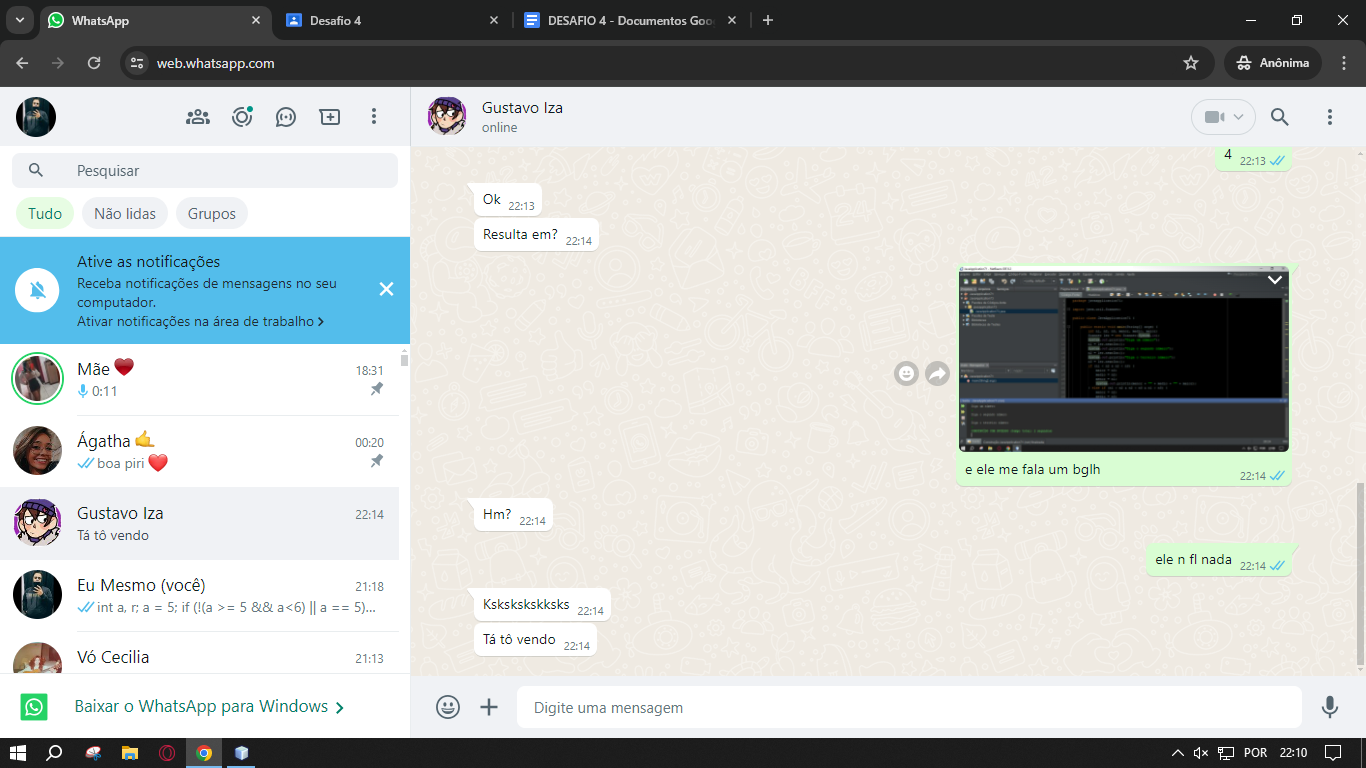 WhatsApp
Desafio 4
DESAFIO 4 - Documentos Goo
web.whatsapp.com
Anônima
Gustavo Iza
online
Pesquisar
Tudo
Não lidas
Grupos
Ative as notificações
Receba notificações de mensagens no seu
computador.
Ativar notificações na área de trabalho
Mãe
18:31
0:11
Ágatha
00:20
boa piri
Gustavo Iza
22:14
Tá tô vendo
Eu Mesmo (você)
21:18
int a, r; a = 5; if (!(a >= 5 && a<6) || a == 5)...
Vó Cecilia
21:13
Baixar o WhatsApp para Windows
4 22:13
Ok 22:13
Resulta em? 22:14
e ele me fala um bglh
22:14
Hm? 22:14
ele n fl nada 22:14
Ksksksksksks 22:14
Tá tô vendo 22:14
Digite uma mensagem
POR
22:10